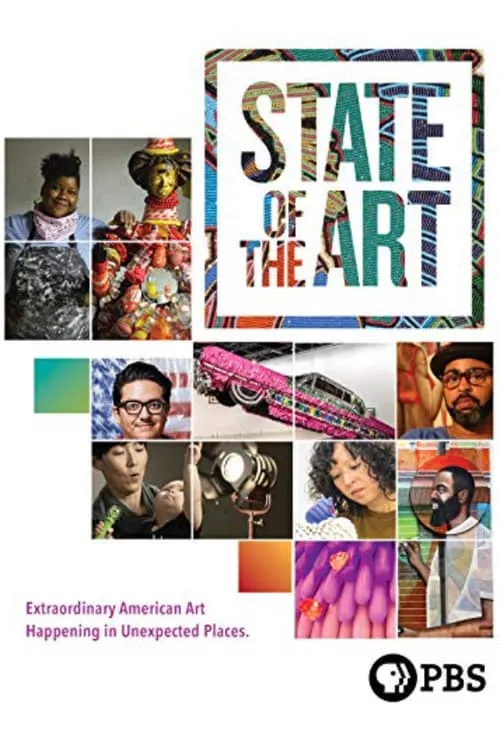 STATE
OF
THE ART
Extraordinary American Art
Happening in Unexpected Places.
PBS